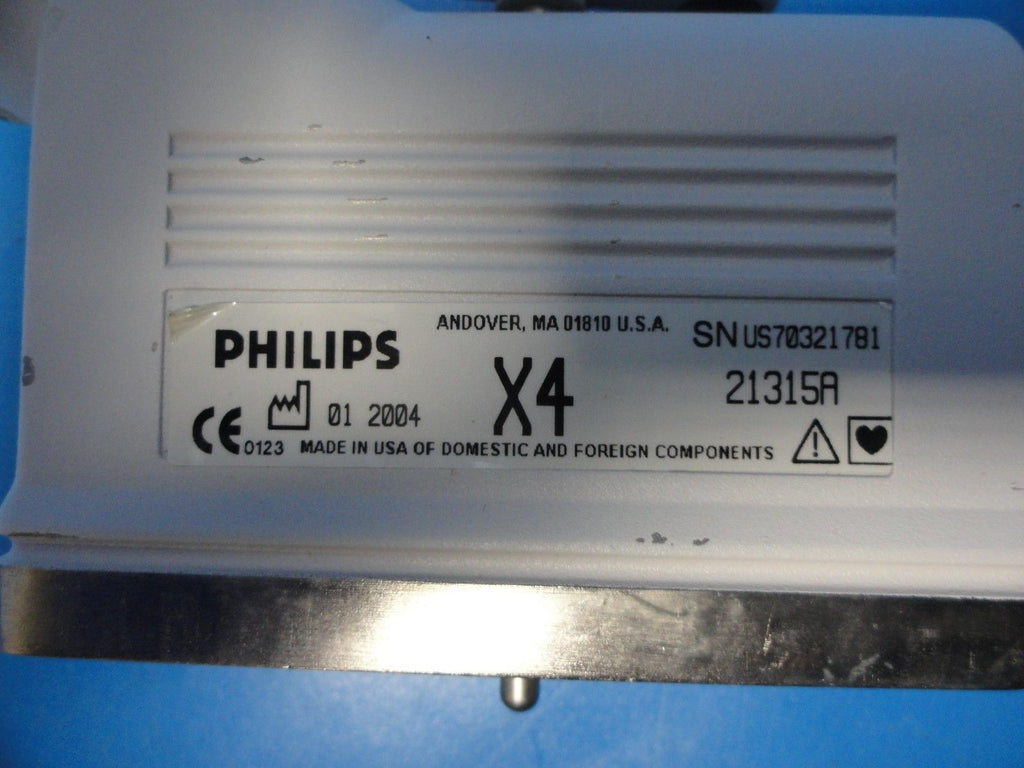 PHILIPS
ANDOVER, MA 01810 U.S.A.
SN US70321781
X4
21315A
01 2004
CE 0123
MADE IN USA OF DOMESTIC AND FOREIGN COMPONENTS